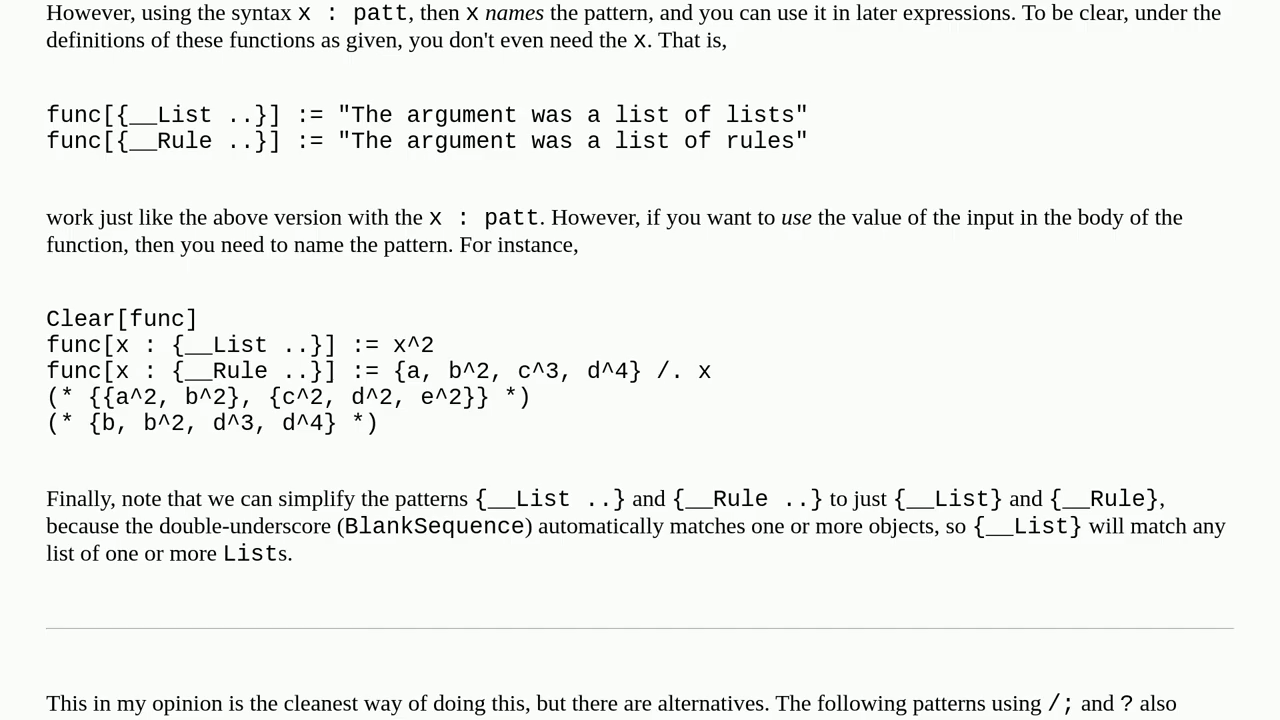 However, using the syntax x : patt, then x names the pattern, and you can use it in later expressions. To be clear, under the
definitions of these functions as given, you don't even need the x. That is,
func[{__List ..}] := "The argument was a list of lists"
func[{__Rule ..}] := "The argument was a list of rules"
work just like the above version with the x : patt. However, if you want to use the value of the input in the body of the
function, then you need to name the pattern. For instance,
Clear[func]
func[x : {__List ..}] := x^2
func[x : {__Rule ..}] := {a, b^2, c^3, d^4} /. x
(* {{a^2, b^2}, {c^2, d^2, e^2}} *)
(* {b, b^2, d^3, d^4} *)
Finally, note that we can simplify the patterns {__List ..} and {__Rule ..} to just {__List} and {__Rule},
because the double-underscore (BlankSequence) automatically matches one or more objects, so {__List} will match any
list of one or more Lists.
This in my opinion is the cleanest way of doing this, but there are alternatives. The following patterns using /; and ? also